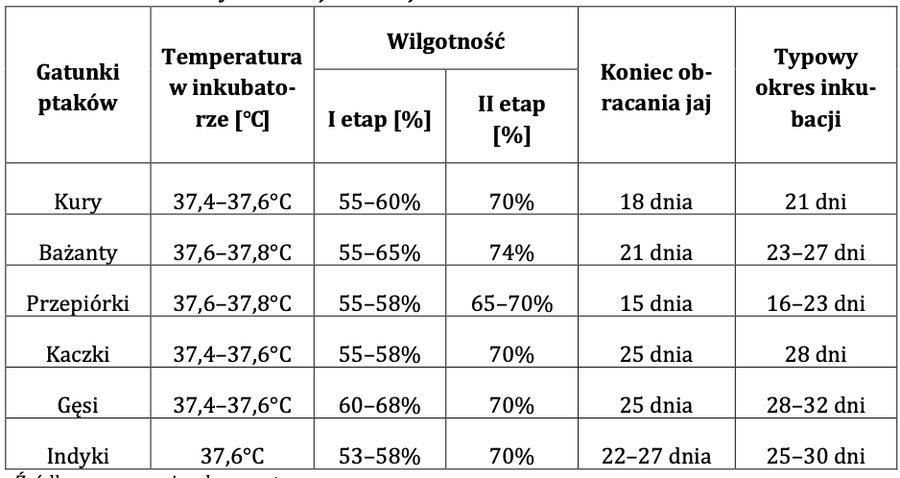 Gatunki
ptaków
Temperatura
w inkubato-
rze [°C]
Wilgotność
I etap [%]
II etap
[%]
Koniec ob-
racania jaj
Typowy
okres inku-
bacji
Kury 37,4–37,6°C 55–60% 70% 18 dnia 21 dni
Bażanty 37,6–37,8°C 55–65% 74% 21 dnia 23–27 dni
Przepiórki 37,6–37,8°C 55–58% 65–70% 15 dnia 16–23 dni
Kaczki 37,4–37,6°C 55–58% 70% 25 dnia 28 dni
Gęsi 37,4–37,6°C 60–68% 70% 25 dnia 28–32 dni
Indyki 37,6°C 53–58% 70% 22–27 dnia 25–30 dni